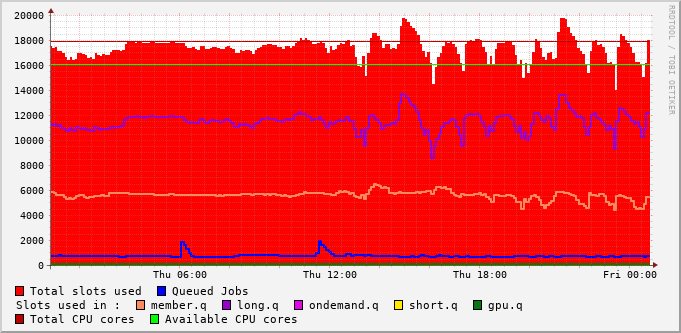 20000
18000
16000
14000
12000
10000
8000
6000
4000
2000
0
Thu 06:00 Thu 12:00 Thu 18:00 Fri 00:00
RRDTOOL / TOBI OETIKER
Total slots used Queued Jobs
Slots used in : member.q long.q ondemand.q short.q gpu.q
Total CPU cores Available CPU cores